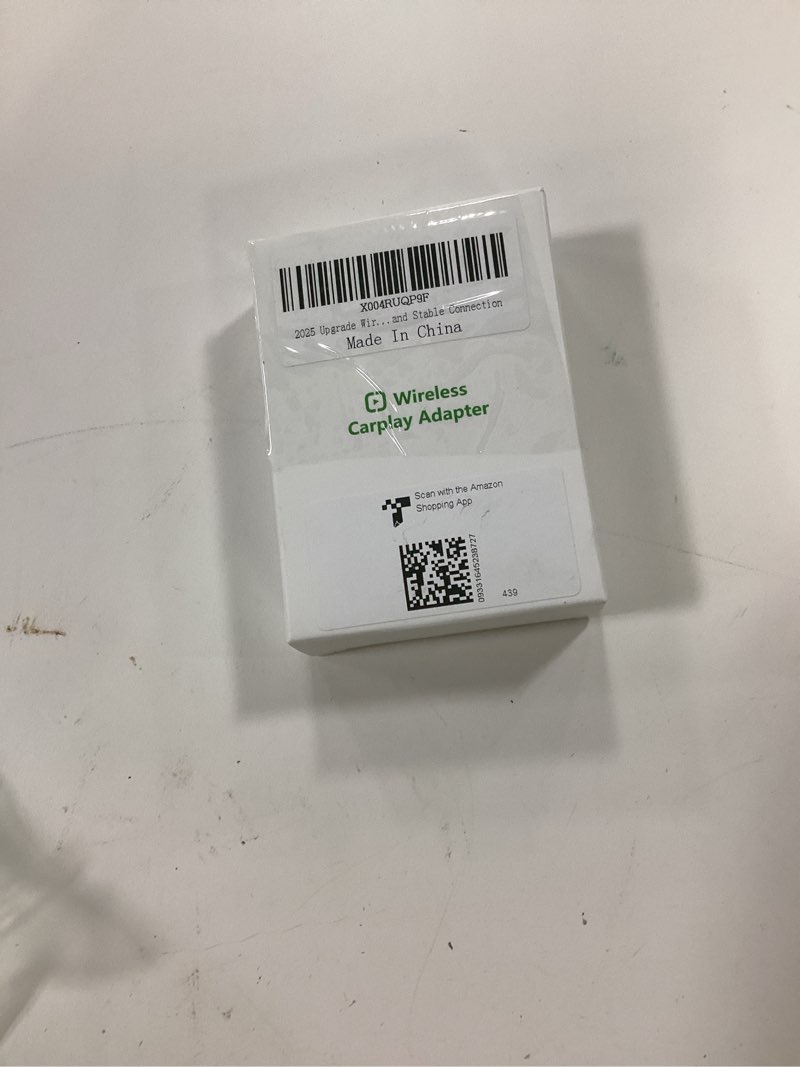 X004RUQP9F
2025 Upgrade Wir...and Stable Connection
Made In China
Wireless
Carplay Adapter
Scan with the Amazon
Shopping App
09331645238727
439